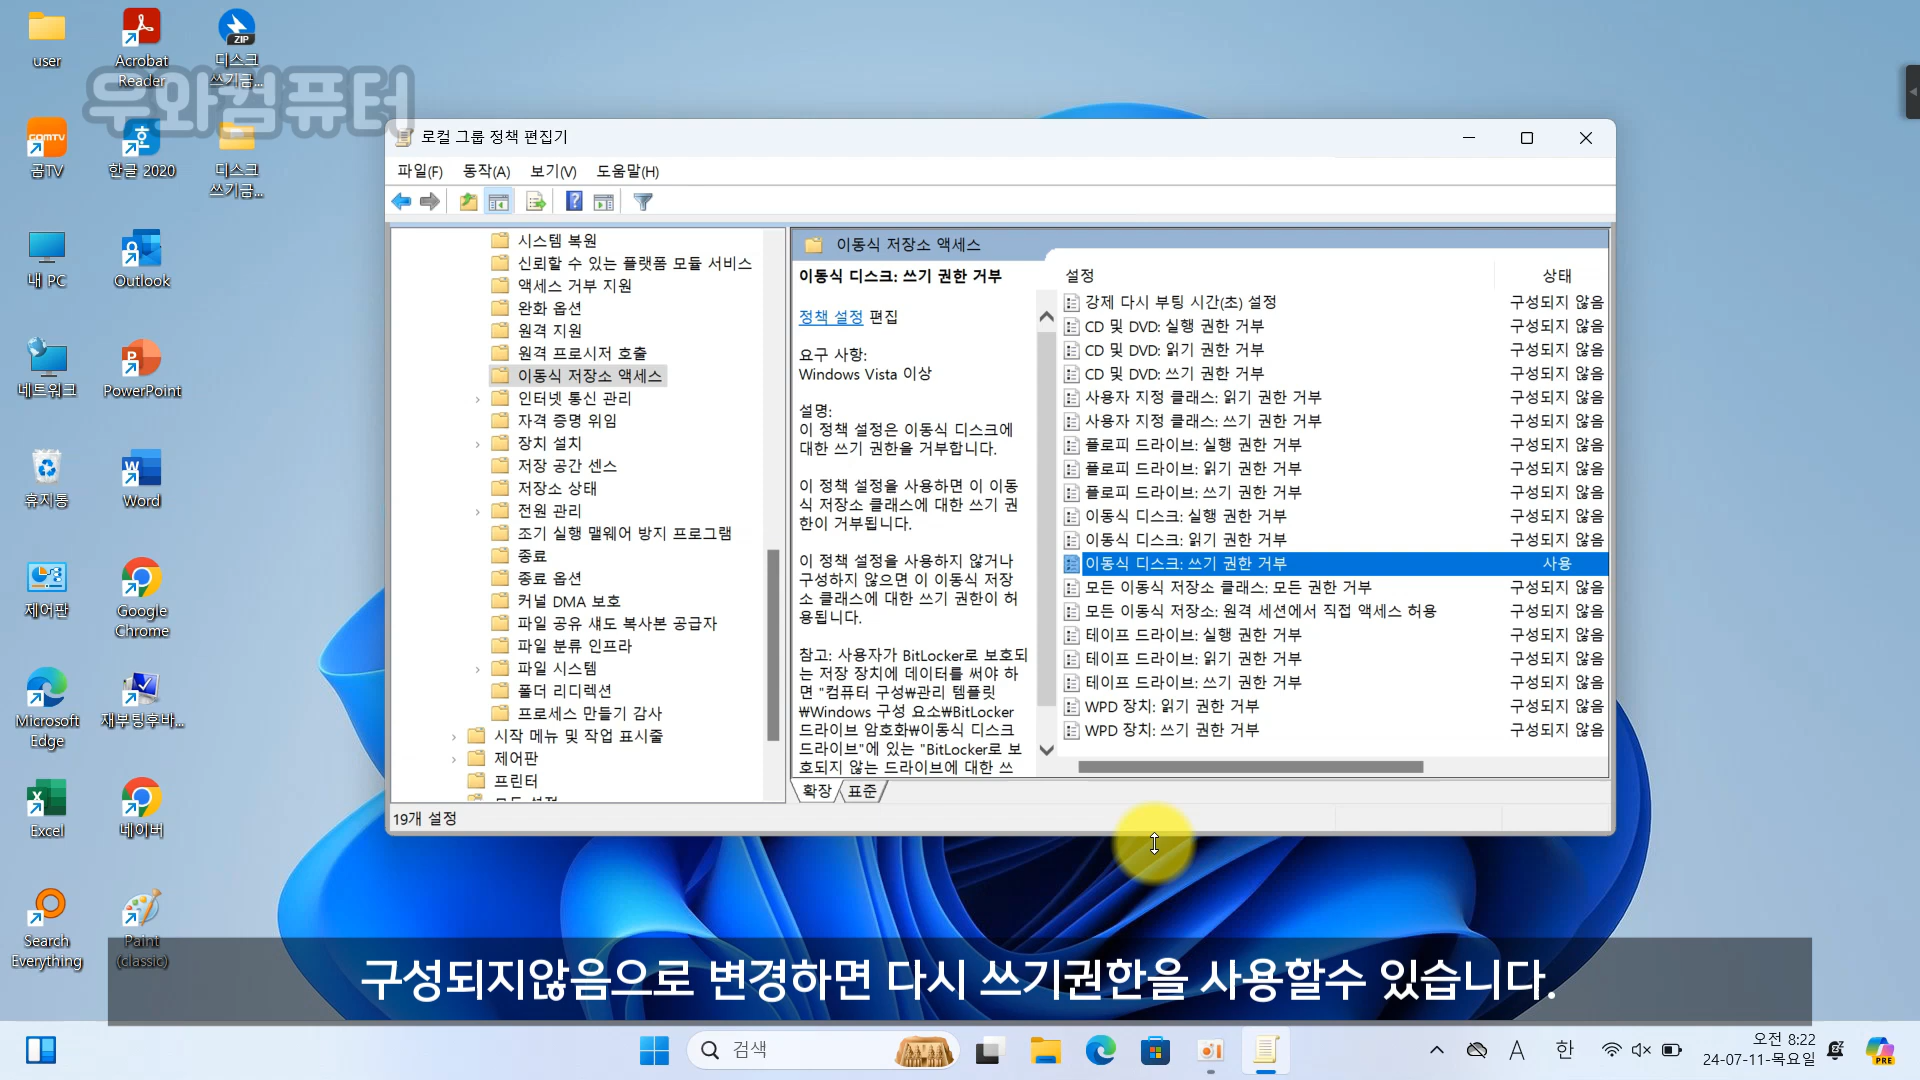 user
Acrobat
Reader
디스크
쓰기금...
두와컴퓨터
곰TV
한글 2020
디스크
쓰기금...
내 PC
Outlook
네트워크
PowerPoint
휴지통
Word
제어판
Google
Chrome
Microsoft
Edge
재부팅후바...
Excel
네이버
Search
Everything
Paint
(classic)
로컬 그룹 정책 편집기
파일(F) 동작(A) 보기(V) 도움말(H)
시스템 복원
신뢰할 수 있는 플랫폼 모듈 서비스
액세스 거부 지원
완화 옵션
원격 지원
원격 프로시저 호출
이동식 저장소 액세스
인터넷 통신 관리
자격 증명 위임
장치 설치
저장 공간 센스
저장소 상태
전원 관리
조기 실행 맬웨어 방지 프로그램
종료
종료 옵션
커널 DMA 보호
파일 공유 섀도 복사본 공급자
파일 분류 인프라
파일 시스템
폴더 리디렉션
프로세스 만들기 감사
시작 메뉴 및 작업 표시줄
제어판
프린터
이동식 저장소 액세스
이동식 디스크: 쓰기 권한 거부
정책 설정 편집
요구 사항:
Windows Vista 이상
설명:
이 정책 설정은 이동식 디스크에
대한 쓰기 권한을 거부합니다.
이 정책 설정을 사용하면 이 이동
식 저장소 클래스에 대한 쓰기 권
한이 거부됩니다.
이 정책 설정을 사용하지 않거나
구성하지 않으면 이 이동식 저장
소 클래스에 대한 쓰기 권한이 허
용됩니다.
참고: 사용자가 BitLocker로 보호되
는 저장 장치에 데이터를 써야 하
면 "컴퓨터 구성₩관리 템플릿
₩Windows 구성 요소₩BitLocker
드라이브 암호화₩이동식 디스크
드라이브"에 있는 "BitLocker로 보
호되지 않는 드라이브에 대한 쓰
설정 상태
강제 다시 부팅 시간(초) 설정 구성되지 않음
CD 및 DVD: 실행 권한 거부 구성되지 않음
CD 및 DVD: 읽기 권한 거부 구성되지 않음
CD 및 DVD: 쓰기 권한 거부 구성되지 않음
사용자 지정 클래스: 읽기 권한 거부 구성되지 않음
사용자 지정 클래스: 쓰기 권한 거부 구성되지 않음
플로피 드라이브: 실행 권한 거부 구성되지 않음
플로피 드라이브: 읽기 권한 거부 구성되지 않음
플로피 드라이브: 쓰기 권한 거부 구성되지 않음
이동식 디스크: 실행 권한 거부 구성되지 않음
이동식 디스크: 읽기 권한 거부 구성되지 않음
이동식 디스크: 쓰기 권한 거부 사용
모든 이동식 저장소 클래스: 모든 권한 거부 구성되지 않음
모든 이동식 저장소: 원격 세션에서 직접 액세스 허용 구성되지 않음
테이프 드라이브: 실행 권한 거부 구성되지 않음
테이프 드라이브: 읽기 권한 거부 구성되지 않음
테이프 드라이브: 쓰기 권한 거부 구성되지 않음
WPD 장치: 읽기 권한 거부 구성되지 않음
WPD 장치: 쓰기 권한 거부 구성되지 않음
확장 표준
19개 설정
구성되지않음으로 변경하면 다시 쓰기권한을 사용할수 있습니다.
검색
A 한
오전 8:22
24-07-11-목요일